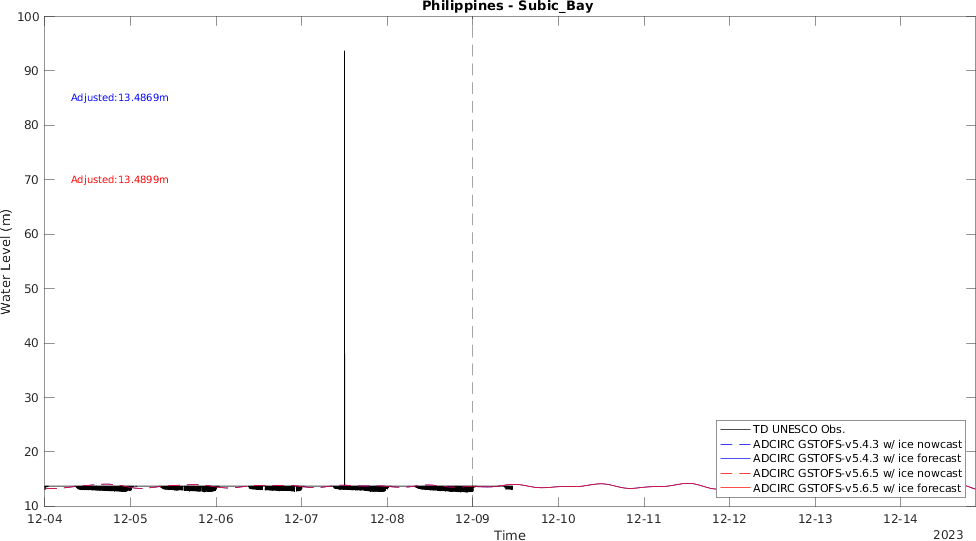 Philippines - Subic_Bay
100
90
80
70
60
50
40
30
20
10
Water Level (m)
Adjusted:13.4869m
Adjusted:13.4899m
TD UNESCO Obs.
ADCIRC GSTOFS-v5.4.3 w/ ice nowcast
ADCIRC GSTOFS-v5.4.3 w/ ice forecast
ADCIRC GSTOFS-v5.6.5 w/ ice nowcast
ADCIRC GSTOFS-v5.6.5 w/ ice forecast
12-04 12-05 12-06 12-07 12-08 12-09 12-10 12-11 12-12 12-13 12-14
Time
2023